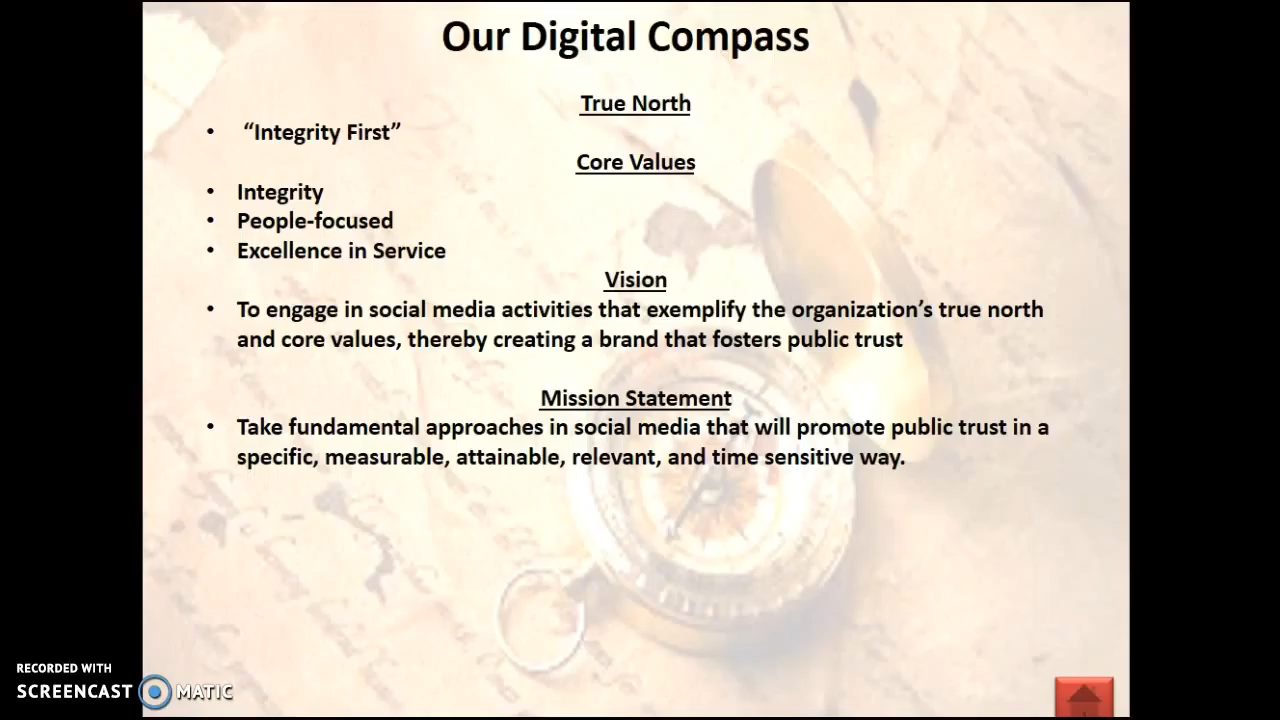 Our Digital Compass
True North
• “Integrity First”
Core Values
• Integrity
• People-focused
• Excellence in Service
Vision
• To engage in social media activities that exemplify the organization’s true north
and core values, thereby creating a brand that fosters public trust
Mission Statement
• Take fundamental approaches in social media that will promote public trust in a
specific, measurable, attainable, relevant, and time sensitive way.
RECORDED WITH
SCREENCAST MATIC